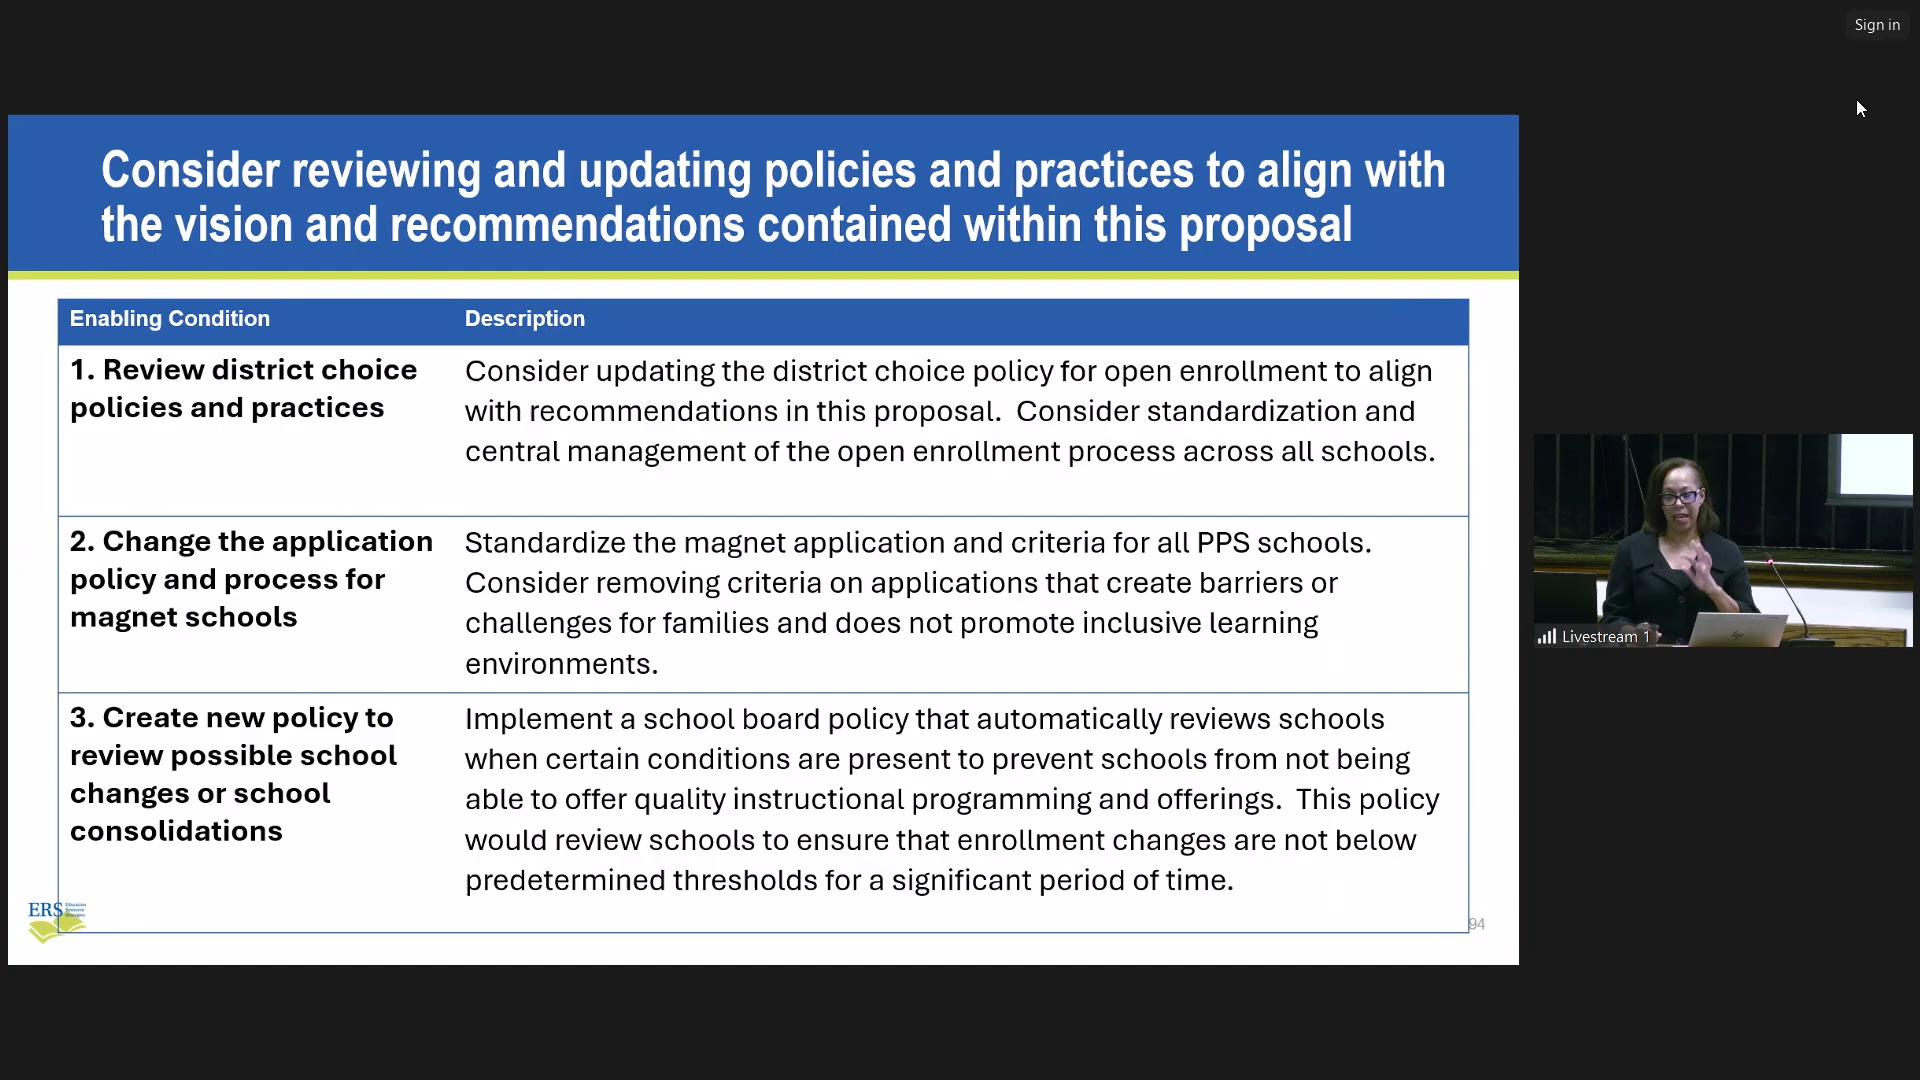 Sign in
Consider reviewing and updating policies and practices to align with
the vision and recommendations contained within this proposal
Enabling Condition
Description
1. Review district choice
policies and practices
Consider updating the district choice policy for open enrollment to align
with recommendations in this proposal.  Consider standardization and
central management of the open enrollment process across all schools.
2. Change the application
policy and process for
magnet schools
Standardize the magnet application and criteria for all PPS schools.
Consider removing criteria on applications that create barriers or
challenges for families and does not promote inclusive learning
environments.
3. Create new policy to
review possible school
changes or school
consolidations
Implement a school board policy that automatically reviews schools
when certain conditions are present to prevent schools from not being
able to offer quality instructional programming and offerings.  This policy
would review schools to ensure that enrollment changes are not below
predetermined thresholds for a significant period of time.
ERS
Education
Resource
Strategies
94
Livestream 1
hp